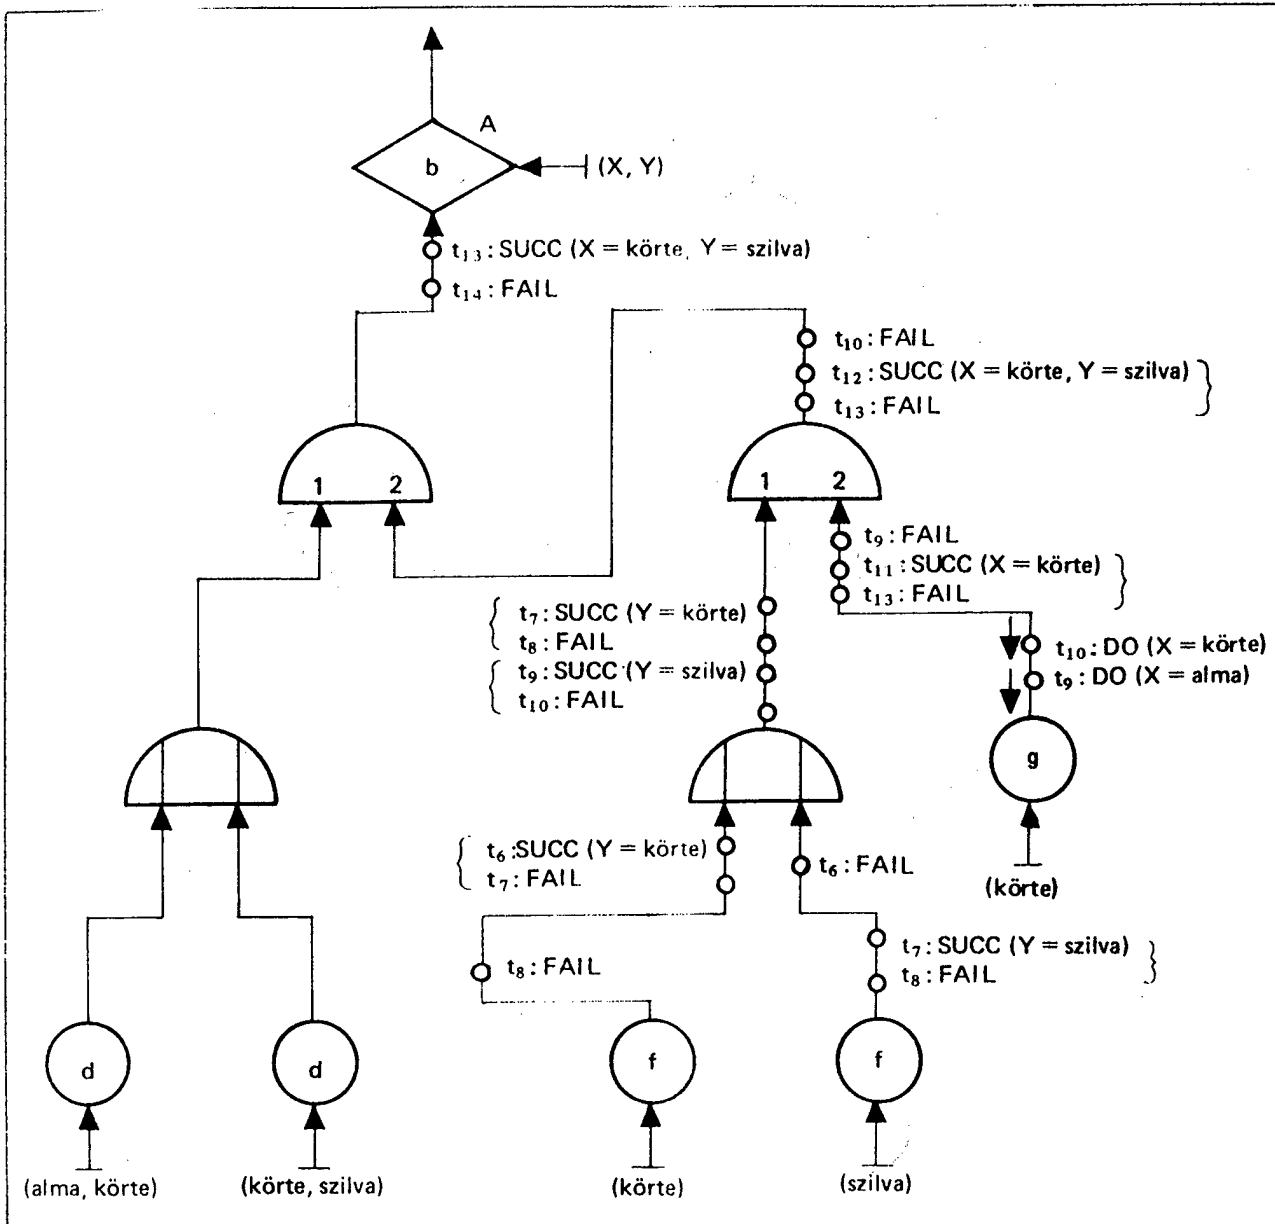 A
b
(X, Y)
t₁₃: SUCC (X = körte, Y = szilva)
t₁₄: FAIL
t₁₀: FAIL
t₁₂: SUCC (X = körte, Y = szilva)
t₁₃: FAIL
1 2
1 2
t₉: FAIL
t₁₁: SUCC (X = körte)
t₁₃: FAIL
t₇: SUCC (Y = körte)
t₈: FAIL
t₉: SUCC (Y = szilva)
t₁₀: FAIL
t₁₀: DO (X = körte)
t₉: DO (X = alma)
g
(körte)
t₆: SUCC (Y = körte)
t₇: FAIL
t₆: FAIL
t₈: FAIL
t₇: SUCC (Y = szilva)
t₈: FAIL
d
d
f
f
(alma, körte)
(körte, szilva)
(körte)
(szilva)